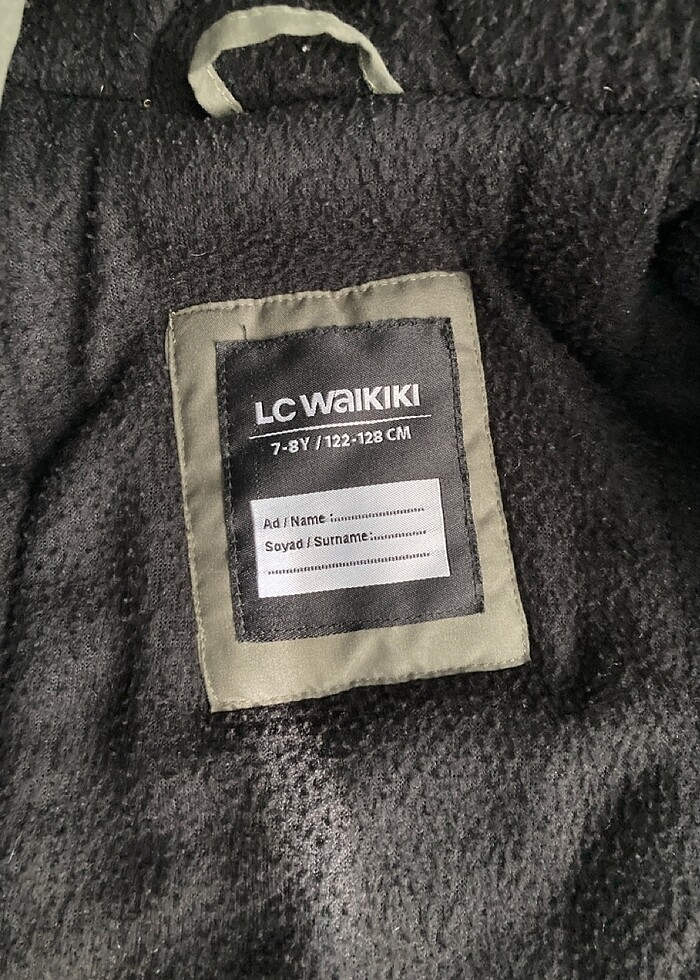 LC WAIKIKI
7-8Y / 122-128 CM
Ad / Name :........................
Soyad / Surname:..............
..........................................